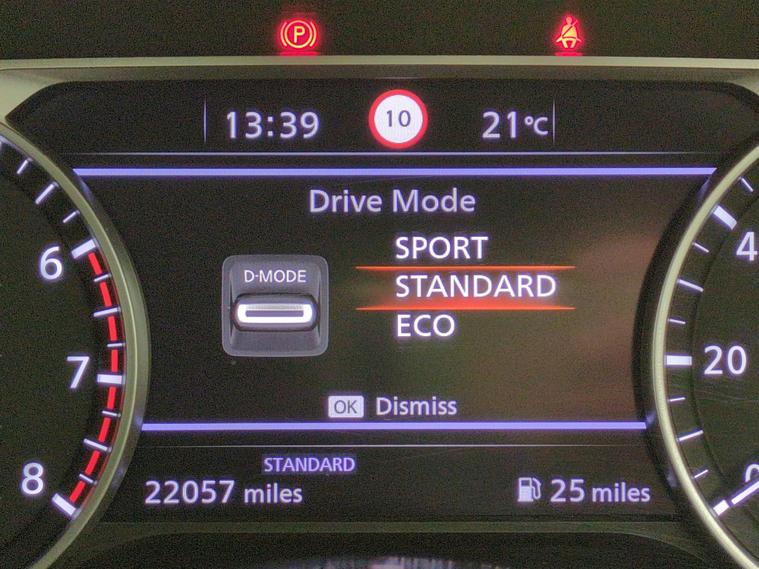 P
13:39 10 21°C
Drive Mode
SPORT
D-MODE
STANDARD
ECO
OK Dismiss
STANDARD
22057 miles 25 miles
6
7
8
4
20
0